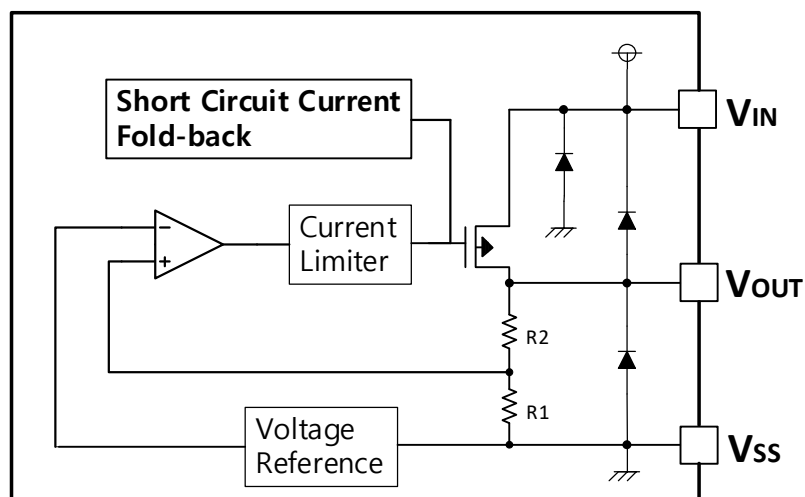 Short Circuit Current
Fold-back
VIN
−
+
Current
Limiter
VOUT
R2
R1
Voltage
Reference
VSS